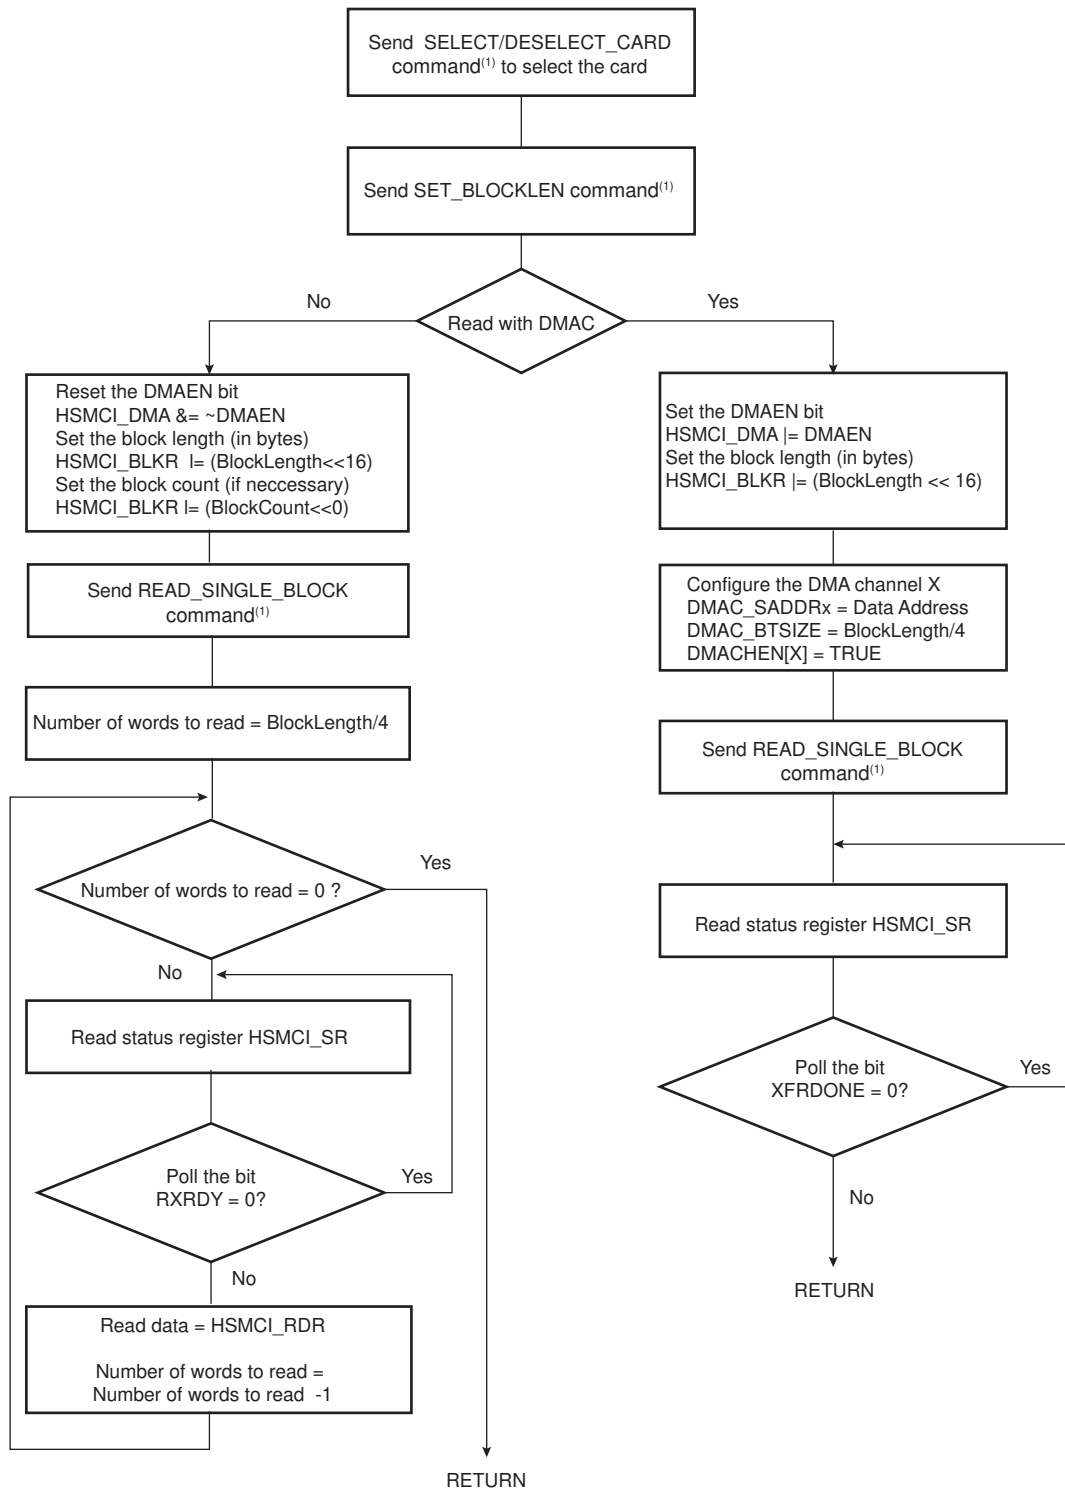 Send SELECT/DESELECT_CARD
command(1) to select the card
Send SET_BLOCKLEN command(1)
No
Yes
Read with DMAC
Reset the DMAEN bit
HSMCI_DMA &= ~DMAEN
Set the block length (in bytes)
HSMCI_BLKR l= (BlockLength<<16)
Set the block count (if neccessary)
HSMCI_BLKR l= (BlockCount<<0)
Set the DMAEN bit
HSMCI_DMA |= DMAEN
Set the block length (in bytes)
HSMCI_BLKR |= (BlockLength << 16)
Send READ_SINGLE_BLOCK
command(1)
Configure the DMA channel X
DMAC_SADDRx = Data Address
DMAC_BTSIZE = BlockLength/4
DMACHEN[X] = TRUE
Number of words to read = BlockLength/4
Send READ_SINGLE_BLOCK
command(1)
Number of words to read = 0 ?
Yes
Read status register HSMCI_SR
No
Read status register HSMCI_SR
Poll the bit
XFRDONE = 0?
Yes
Poll the bit
RXRDY = 0?
Yes
No
No
RETURN
Read data = HSMCI_RDR
Number of words to read =
Number of words to read -1
RETURN